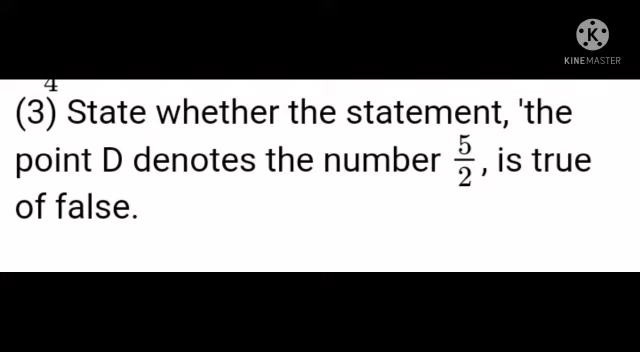 K
KINEMASTER
4
(3) State whether the statement, 'the
point D denotes the number 5/2, is true
of false.